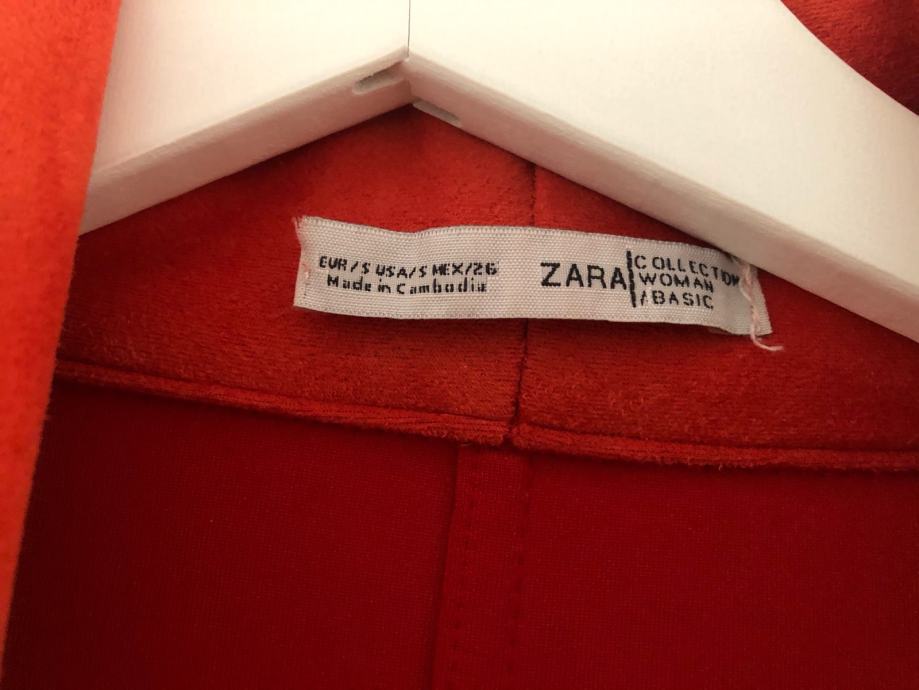 EUR/S USA/S MEX/26
Made in Cambodia
ZARA
COLLECTION
WOMAN
/BASIC